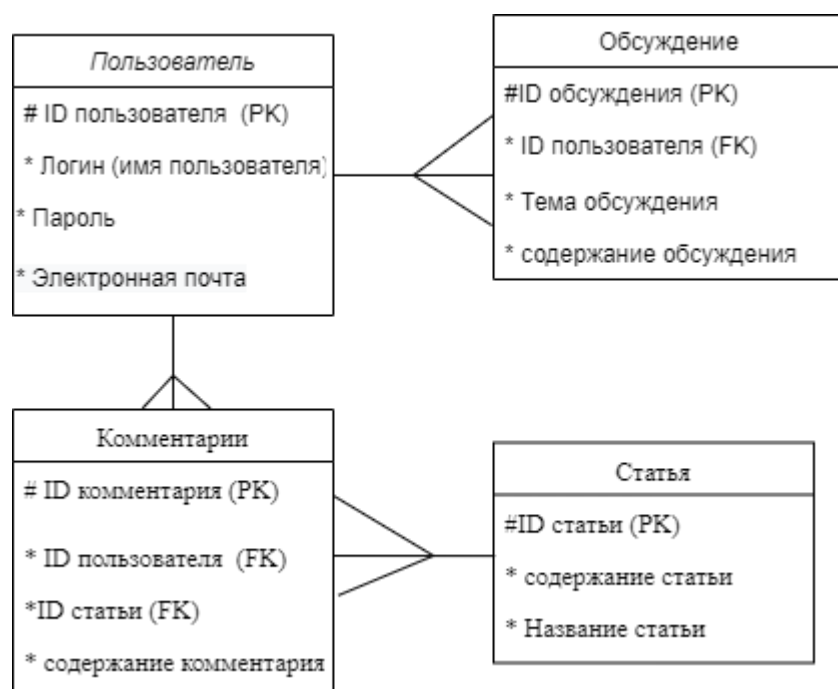 Пользователь
# ID пользователя (PK)
* Логин (имя пользователя)
* Пароль
* Электронная почта
Обсуждение
#ID обсуждения (PK)
* ID пользователя (FK)
* Тема обсуждения
* содержание обсуждения
Комментарии
# ID комментария (PK)
* ID пользователя (FK)
*ID статьи (FK)
* содержание комментария
Статья
#ID статьи (PK)
* содержание статьи
* Название статьи